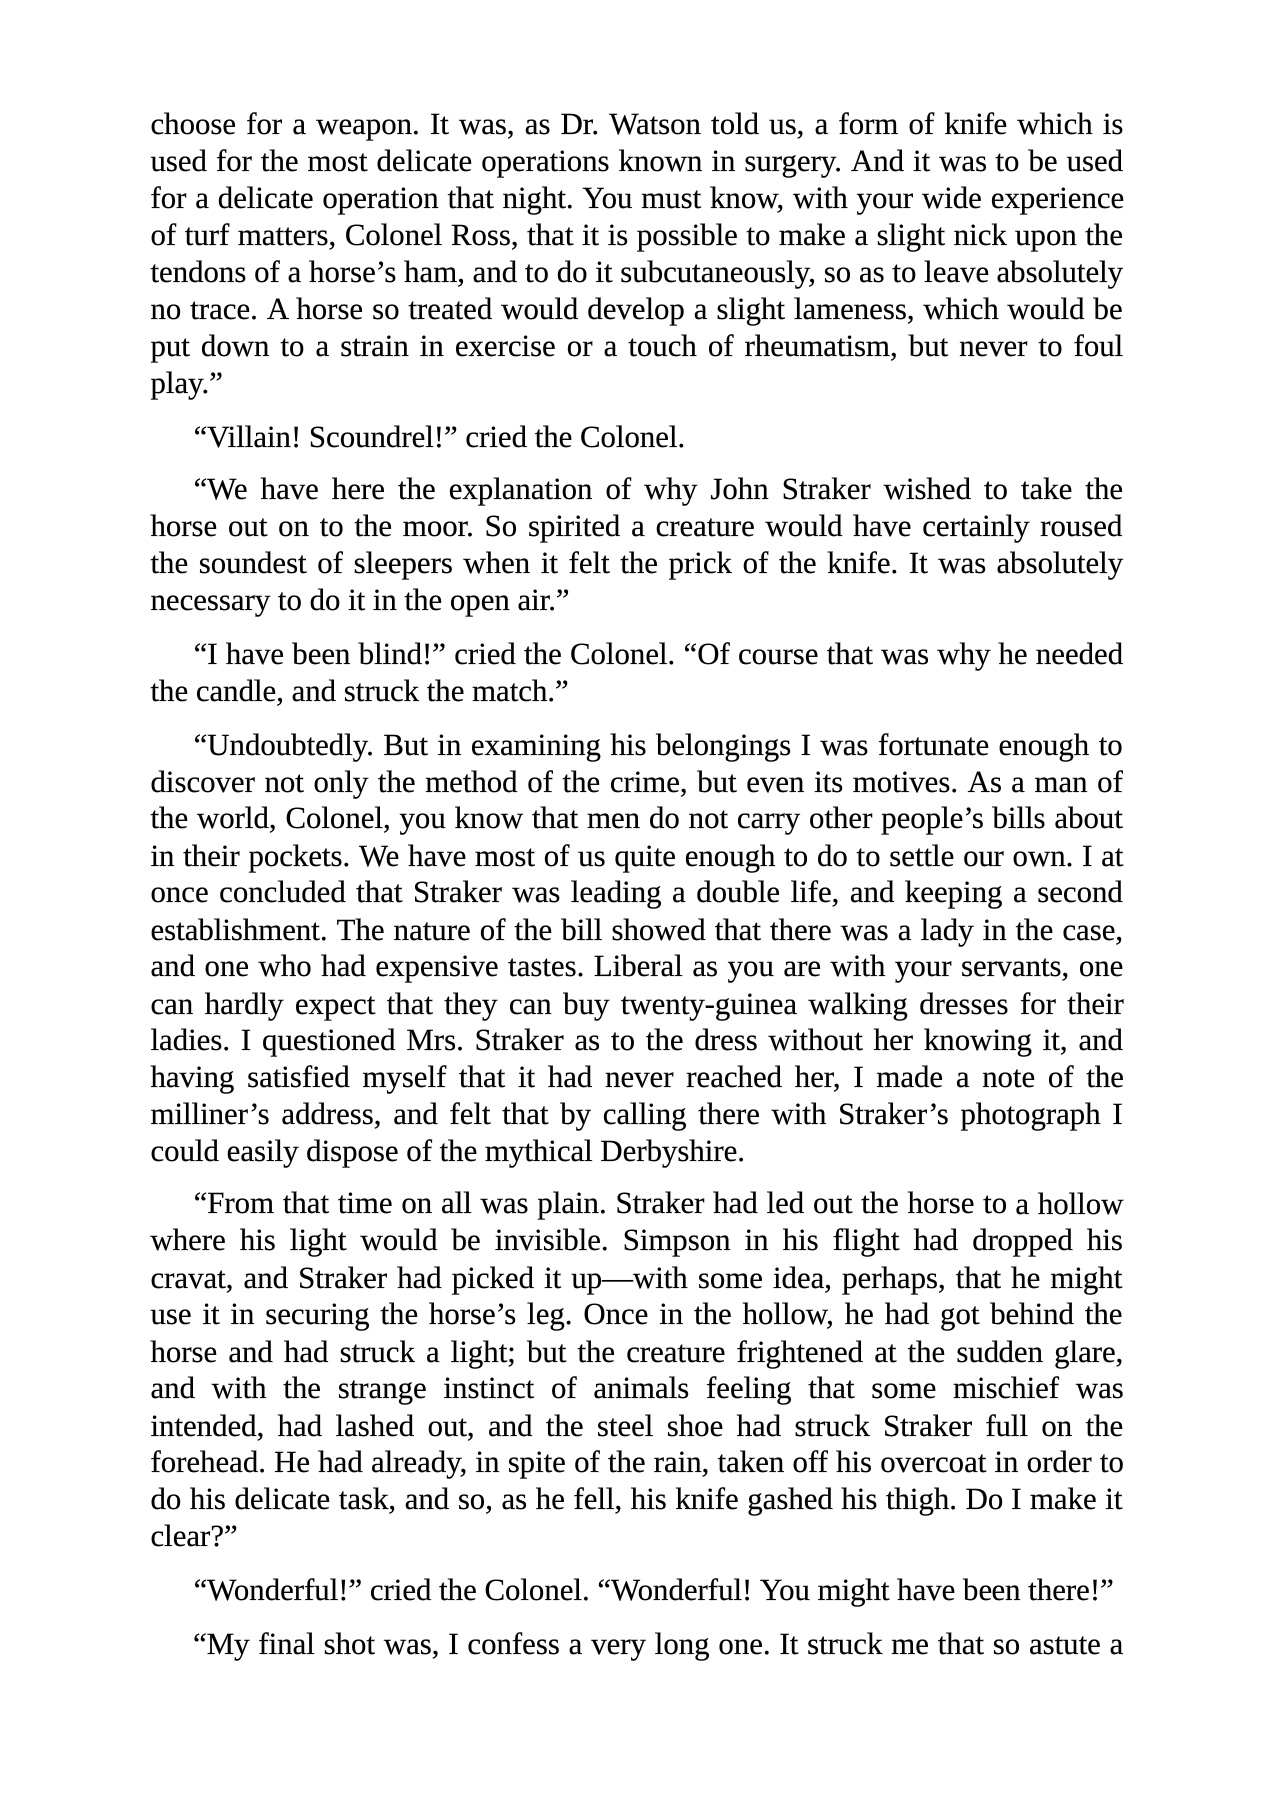 choose for a weapon. It was, as Dr. Watson told us, a form of knife which is
used for the most delicate operations known in surgery. And it was to be used
for a delicate operation that night. You must know, with your wide experience
of turf matters, Colonel Ross, that it is possible to make a slight nick upon the
tendons of a horse’s ham, and to do it subcutaneously, so as to leave absolutely
no trace. A horse so treated would develop a slight lameness, which would be
put down to a strain in exercise or a touch of rheumatism, but never to foul
play.”
“Villain! Scoundrel!” cried the Colonel.
“We have here the explanation of why John Straker wished to take the
horse out on to the moor. So spirited a creature would have certainly roused
the soundest of sleepers when it felt the prick of the knife. It was absolutely
necessary to do it in the open air.”
“I have been blind!” cried the Colonel. “Of course that was why he needed
the candle, and struck the match.”
“Undoubtedly. But in examining his belongings I was fortunate enough to
discover not only the method of the crime, but even its motives. As a man of
the world, Colonel, you know that men do not carry other people’s bills about
in their pockets. We have most of us quite enough to do to settle our own. I at
once concluded that Straker was leading a double life, and keeping a second
establishment. The nature of the bill showed that there was a lady in the case,
and one who had expensive tastes. Liberal as you are with your servants, one
can hardly expect that they can buy twenty-guinea walking dresses for their
ladies. I questioned Mrs. Straker as to the dress without her knowing it, and
having satisfied myself that it had never reached her, I made a note of the
milliner’s address, and felt that by calling there with Straker’s photograph I
could easily dispose of the mythical Derbyshire.
“From that time on all was plain. Straker had led out the horse to a hollow
where his light would be invisible. Simpson in his flight had dropped his
cravat, and Straker had picked it up—with some idea, perhaps, that he might
use it in securing the horse’s leg. Once in the hollow, he had got behind the
horse and had struck a light; but the creature frightened at the sudden glare,
and with the strange instinct of animals feeling that some mischief was
intended, had lashed out, and the steel shoe had struck Straker full on the
forehead. He had already, in spite of the rain, taken off his overcoat in order to
do his delicate task, and so, as he fell, his knife gashed his thigh. Do I make it
clear?”
“Wonderful!” cried the Colonel. “Wonderful! You might have been there!”
“My final shot was, I confess a very long one. It struck me that so astute a